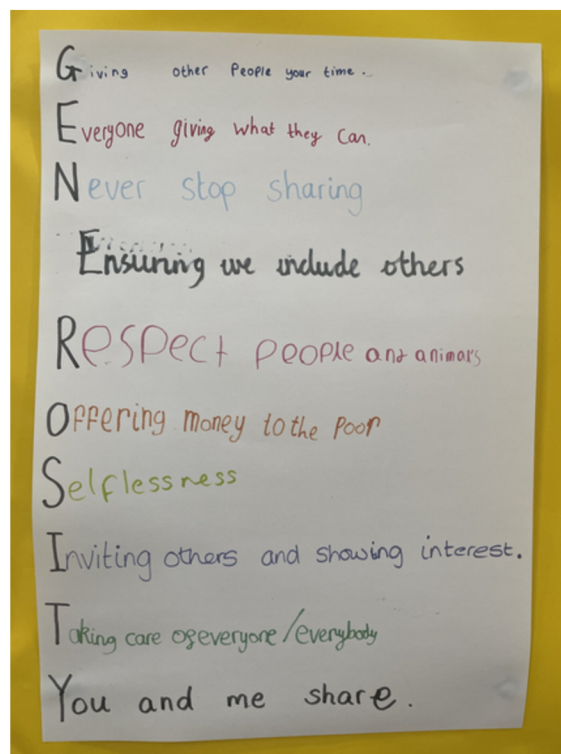 Giving other People your time..
Everyone giving what they can.
Never stop sharing
Ensuring we include others
Respect people and animals
Offering money to the poor
Selflessness
Inviting others and showing interest.
Taking care of everyone/everybody
You and me share.